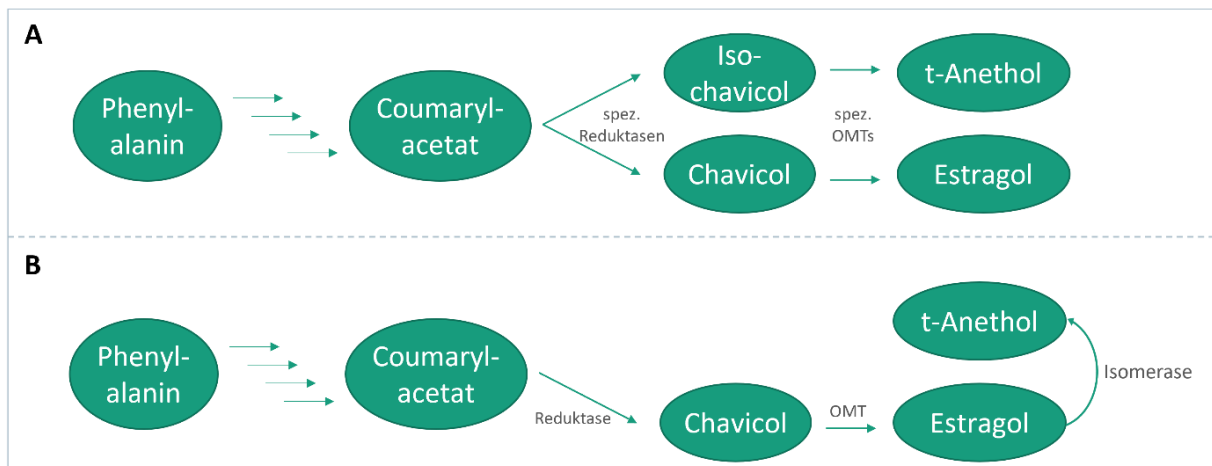 A
Phenyl-
alanin
Coumaryl-
acetat
spez.
Reduktasen
Iso-
chavicol
Chavicol
spez.
OMTs
t-Anethol
Estragol
B
Phenyl-
alanin
Coumaryl-
acetat
Reduktase
Chavicol
OMT
t-Anethol
Estragol
Isomerase